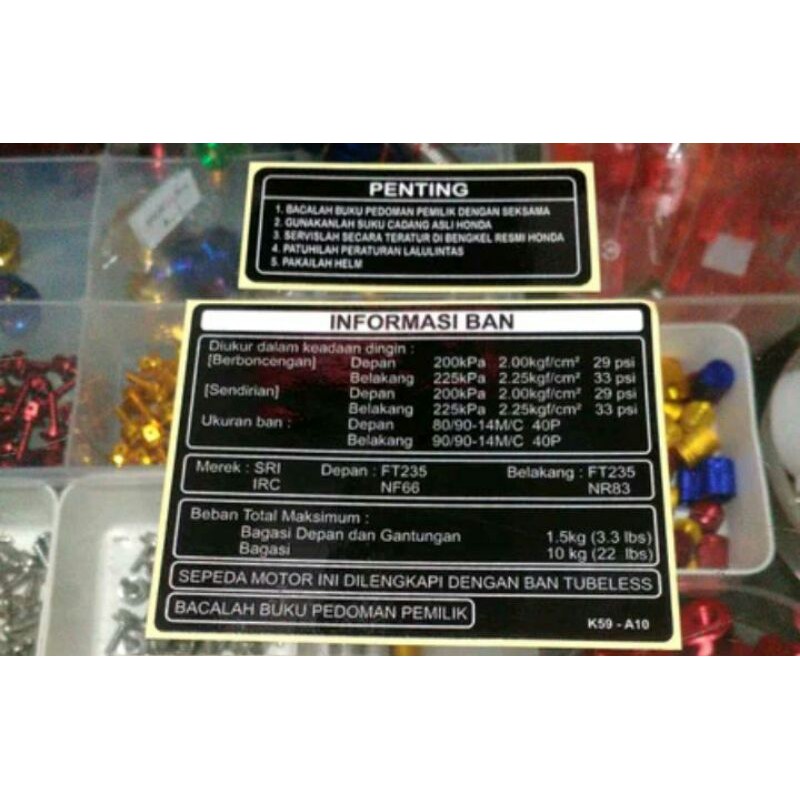 PENTING
1. BACALAH BUKU PEDOMAN PEMILIK DENGAN SEKSAMA
2. GUNAKANLAH SUKU CADANG ASLI HONDA
3. SERVISLAH SECARA TERATUR DI BENGKEL RESMI HONDA
4. PATUHILAH PERATURAN LALULINTAS
5. PAKAILAH HELM
INFORMASI BAN
Diukur dalam keadaan dingin :
[Berboncengan] Depan 200kPa 2.00kgf/cm² 29 psi
Belakang 225kPa 2.25kgf/cm² 33 psi
[Sendirian] Depan 200kPa 2.00kgf/cm² 29 psi
Belakang 225kPa 2.25kgf/cm² 33 psi
Ukuran ban : Depan 80/90-14M/C 40P
Belakang 90/90-14M/C 40P
Merek : SRI Depan : FT235 Belakang : FT235
IRC NF66 NR83
Beban Total Maksimum :
Bagasi Depan dan Gantungan 1.5kg (3.3 lbs)
Bagasi 10 kg (22 lbs)
SEPEDA MOTOR INI DILENGKAPI DENGAN BAN TUBELESS
BACALAH BUKU PEDOMAN PEMILIK
K59 - A10